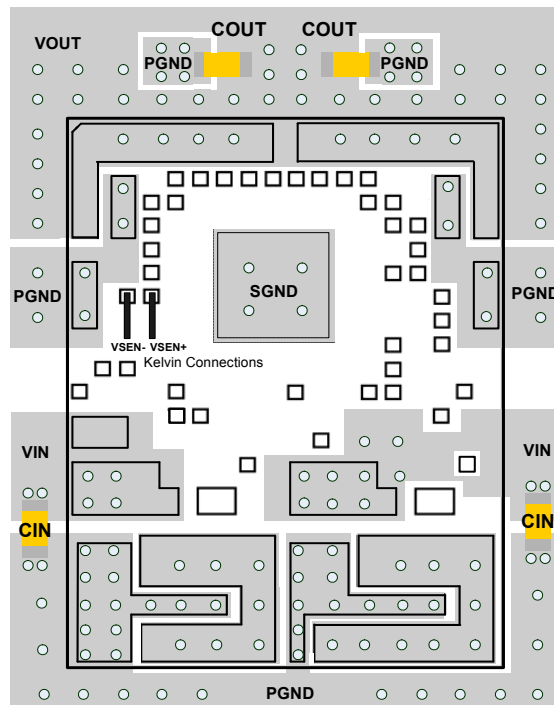 COUT COUT
VOUT
PGND PGND
SGND
PGND PGND
VSEN- VSEN+
Kelvin Connections
VIN VIN
CIN CIN
PGND